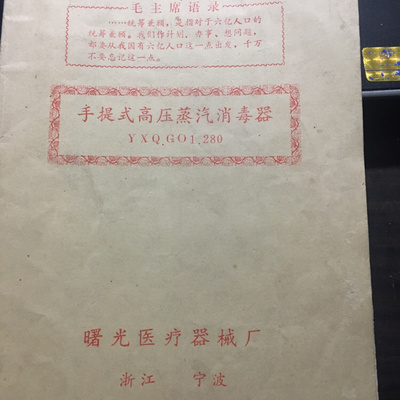 毛主席语录
……统筹兼顾，是指对于六亿人口的
统筹兼顾。我们作计划、办事、想问题，
都要从我国有六亿人口这一点出发，千万
不要忘记这一点。
手提式高压蒸汽消毒器
YXQ.GO1.280
曙光医疗器械厂
浙江 宁波